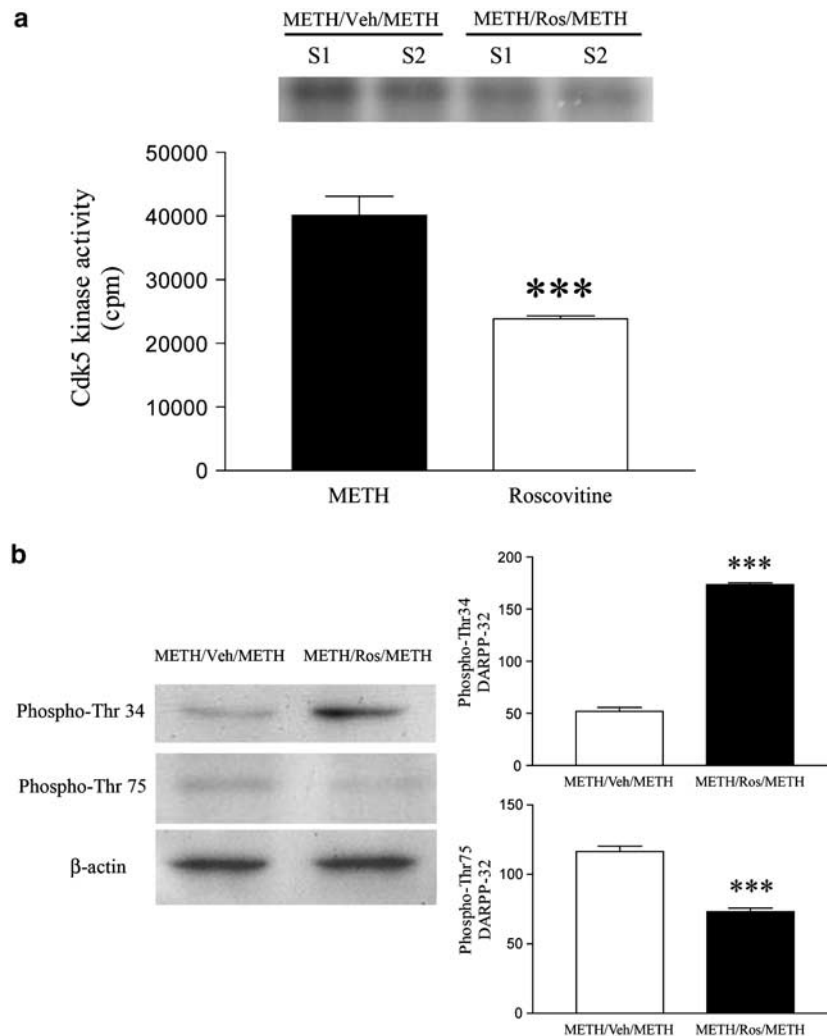 a
METH/Veh/METH METH/Ros/METH
S1 S2 S1 S2
50000
40000
30000
20000
10000
0
Cdk5 kinase activity
(cpm)
***
METH Roscovitine
b
METH/Veh/METH METH/Ros/METH
Phospho-Thr 34
Phospho-Thr 75
β-actin
200
150
100
50
0
Phospho-Thr34
DARPP-32
***
METH/Veh/METH METH/Ros/METH
150
100
50
0
Phospho-Thr75
DARPP-32
***
METH/Veh/METH METH/Ros/METH